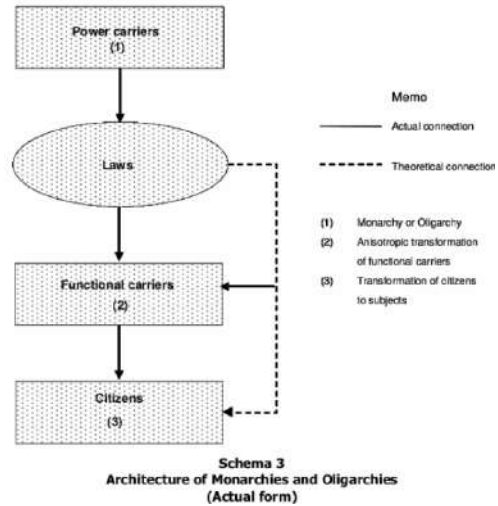 Power carriers
(1)
Laws
Functional carriers
(2)
Citizens
(3)
Memo
Actual connection
Theoretical connection
(1) Monarchy or Oligarchy
(2) Anisotropic transformation
of functional carriers
(3) Transformation of citizens
to subjects
Schema 3
Architecture of Monarchies and Oligarchies
(Actual form)